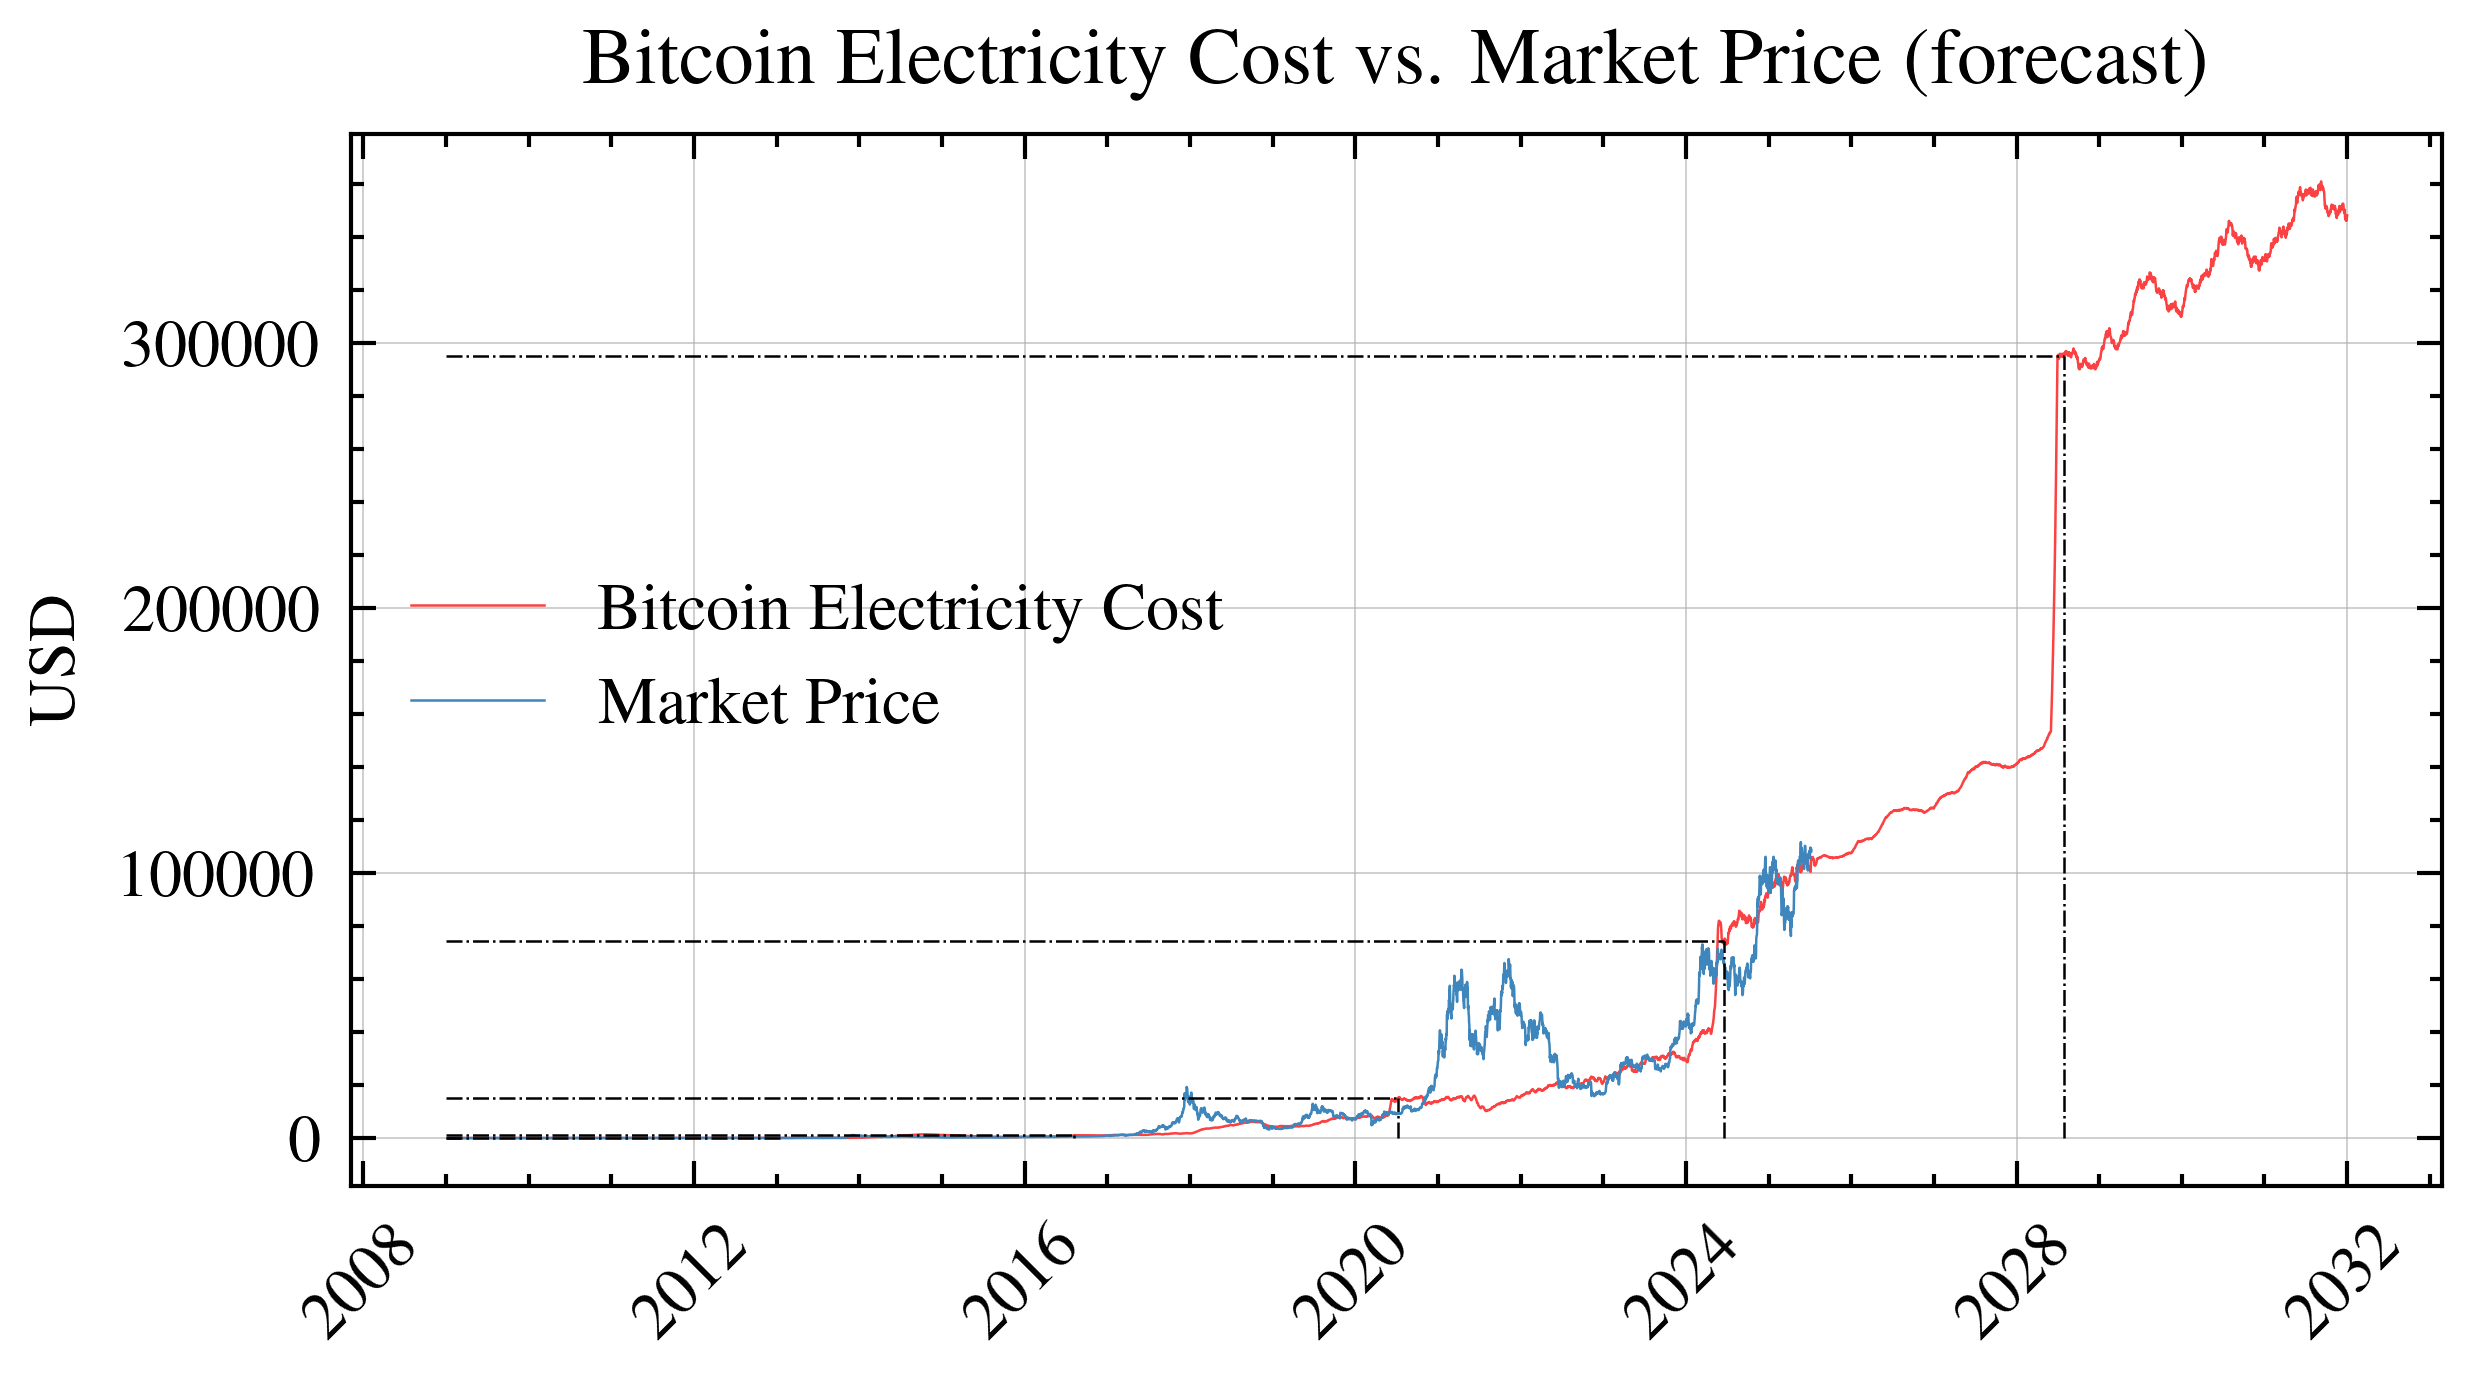 Bitcoin Electricity Cost vs. Market Price (forecast)
USD
300000
200000
100000
0
Bitcoin Electricity Cost
Market Price
2008
2012
2016
2020
2024
2028
2032